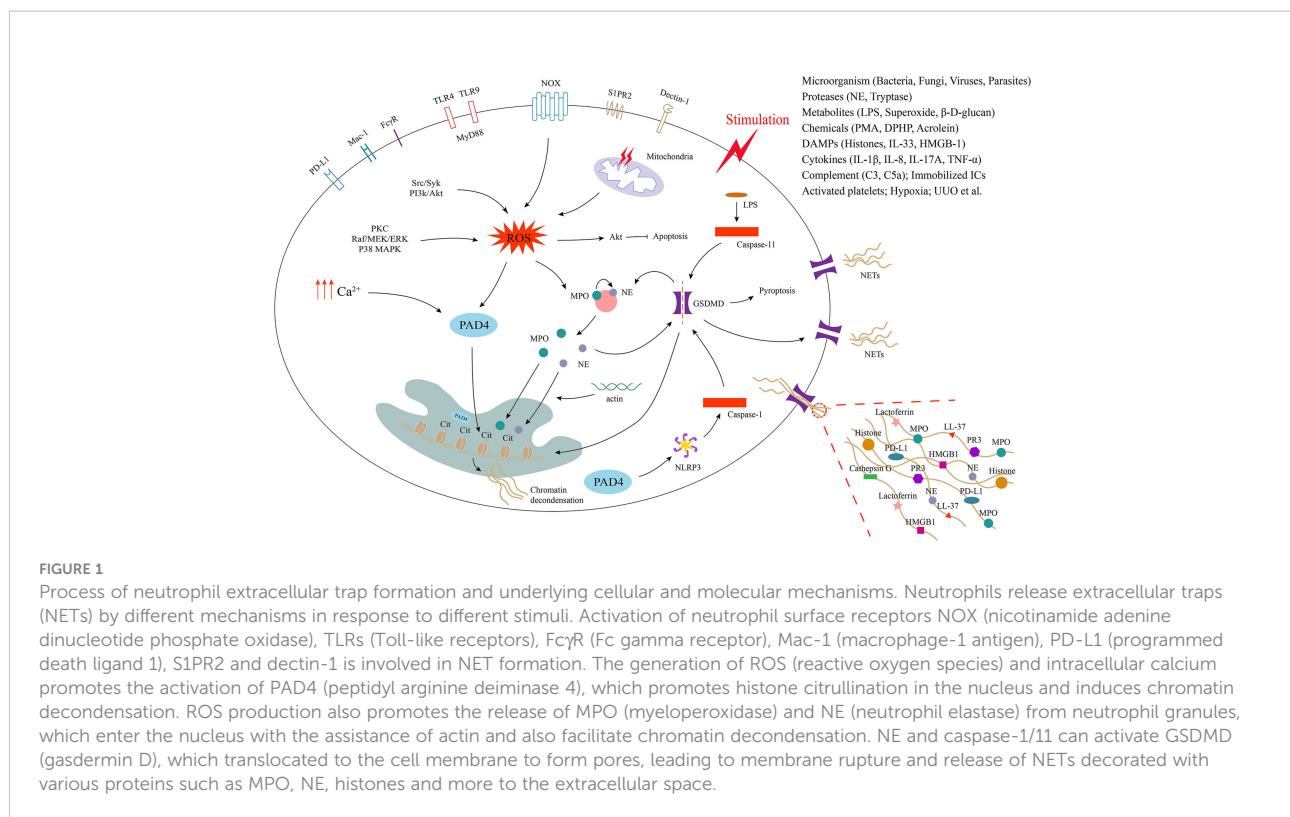 NOX
TLR4 TLR9
S1PR2
Dectin-1
MyD88
Mac-1 FcγR
PD-L1
Stimulation
Microorganism (Bacteria, Fungi, Viruses, Parasites)
Proteases (NE, Tryptase)
Metabolites (LPS, Superoxide, β-D-glucan)
Chemicals (PMA, DPHP, Acrolein)
DAMPs (Histones, IL-33, HMGB-1)
Cytokines (IL-1β, IL-8, IL-17A, TNF-α)
Complement (C3, C5a); Immobilized ICs
Activated platelets; Hypoxia; UUO et al.
Mitochondria
Src/Syk
PI3k/Akt
LPS
PKC
Raf/MEK/ERK
P38 MAPK
ROS
Akt
Apoptosis
Caspase-11
NETs
Ca²⁺
MPO
NE
GSDMD
Pyroptosis
PAD4
MPO
NE
NETs
actin
Caspase-1
PAD4
Cit Cit Cit Cit Cit
NLRP3
PAD4
Chromatin
decondensation
Lactoferrin
MPO
LL-37
PR3
MPO
Histone
PD-L1
HMGB1
NE
Histone
Cathepsin G
PR3
Lactoferrin
NE
PD-L1
LL-37
MPO
HMGB1
FIGURE 1
Process of neutrophil extracellular trap formation and underlying cellular and molecular mechanisms. Neutrophils release extracellular traps
(NETs) by different mechanisms in response to different stimuli. Activation of neutrophil surface receptors NOX (nicotinamide adenine
dinucleotide phosphate oxidase), TLRs (Toll-like receptors), FcγR (Fc gamma receptor), Mac-1 (macrophage-1 antigen), PD-L1 (programmed
death ligand 1), S1PR2 and dectin-1 is involved in NET formation. The generation of ROS (reactive oxygen species) and intracellular calcium
promotes the activation of PAD4 (peptidyl arginine deiminase 4), which promotes histone citrullination in the nucleus and induces chromatin
decondensation. ROS production also promotes the release of MPO (myeloperoxidase) and NE (neutrophil elastase) from neutrophil granules,
which enter the nucleus with the assistance of actin and also facilitate chromatin decondensation. NE and caspase-1/11 can activate GSDMD
(gasdermin D), which translocated to the cell membrane to form pores, leading to membrane rupture and release of NETs decorated with
various proteins such as MPO, NE, histones and more to the extracellular space.